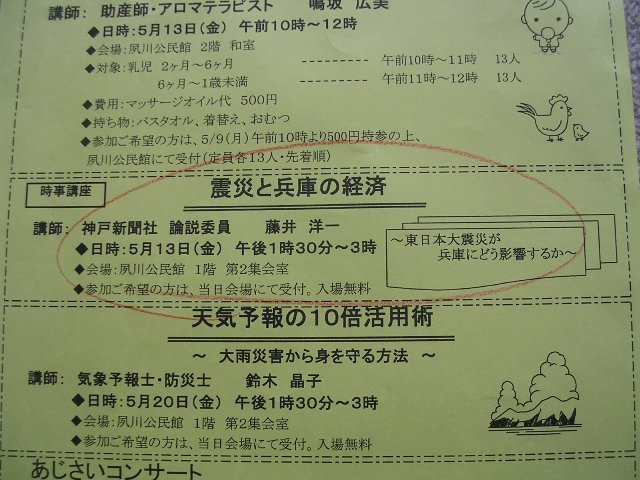 講師: 助産師・アロマテラピスト 鳴坂 広美
◆日時:5月13日(金) 午前10時～12時
◆会場:夙川公民館 2階 和室
◆対象:乳児 2ヶ月～6ヶ月 ---------- 午前10時～11時 13人
6ヶ月～1歳未満 ---------- 午前11時～12時 13人
◆費用:マッサージオイル代 500円
◆持ち物:バスタオル、着替え、おむつ
◆参加ご希望の方は、5/9(月)午前10時より500円持参の上、
夙川公民館にて受付(定員各13人・先着順)
時事講座
震災と兵庫の経済
講師: 神戸新聞社 論説委員 藤井 洋一
◆日時:5月13日(金) 午後1時30分～3時
◆会場:夙川公民館 1階 第2集会室
◆参加ご希望の方は、当日会場にて受付。入場無料
～東日本大震災が
兵庫にどう影響するか～
天気予報の10倍活用術
～ 大雨災害から身を守る方法 ～
講師: 気象予報士・防災士 鈴木 晶子
◆日時:5月20日(金) 午後1時30分～3時
◆会場:夙川公民館 1階 第2集会室
◆参加ご希望の方は、当日会場にて受付。入場無料
あじさいコンサート